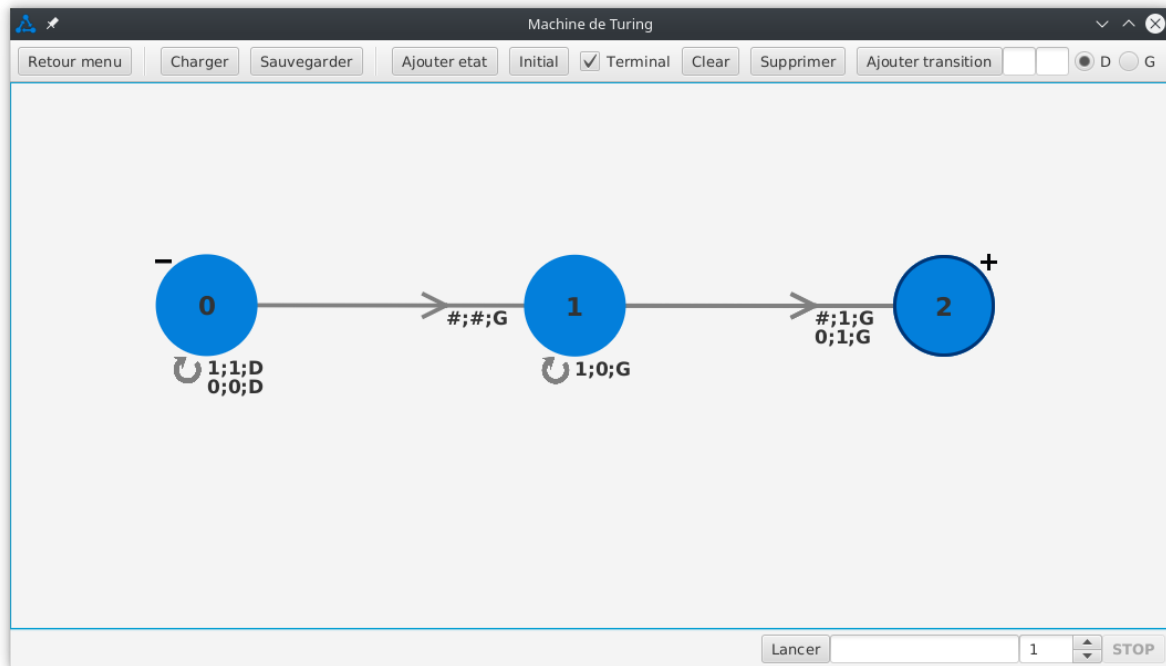 Machine de Turing
Retour menu Charger Sauvegarder Ajouter etat Initial Terminal Clear Supprimer Ajouter transition D G
− +
0 1 2
#;#;G #;1;G
0;1;G
1;1;D 1;0;G
0;0;D
Lancer 1 STOP